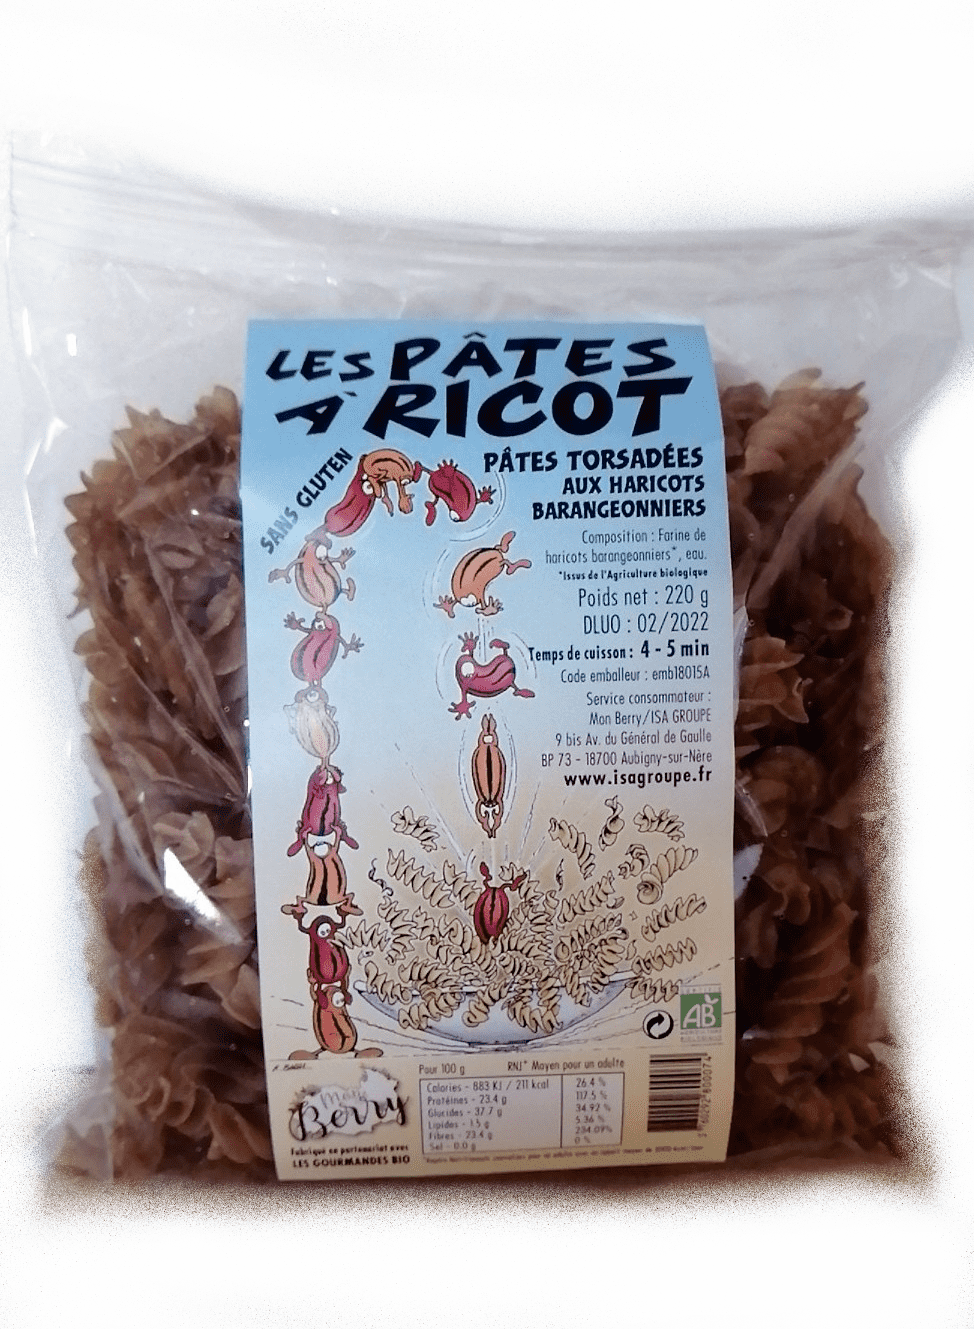 LES PÂTES
A'RICOT
SANS GLUTEN
PÂTES TORSADÉES
AUX HARICOTS
BARANGEONNIERS
Composition : Farine de
haricots barangeonniers*, eau.
*Issus de l'Agriculture biologique
Poids net : 220 g
DLUO : 02/2022
Temps de cuisson : 4 - 5 min
Code emballeur : emb18015A
Service consommateur :
Mon Berry/ISA GROUPE
9 bis Av. du Général de Gaulle
BP 73 - 18700 Aubigny-sur-Nère
www.isagroupe.fr
AB
Mon
Berry
Fabriqué en partenariat avec
LES GOURMANDES BIO
Pour 100 g
RNJ* Moyen pour un adulte
Calories - 883 KJ / 211 kcal 26.4 %
Protéines - 23.4 g 117.5 %
Glucides - 37.7 g 34.92 %
Lipides - 1.5 g 5.36 %
Fibres - 23.4 g 234.09%
Sel - 0.0 g 0 %